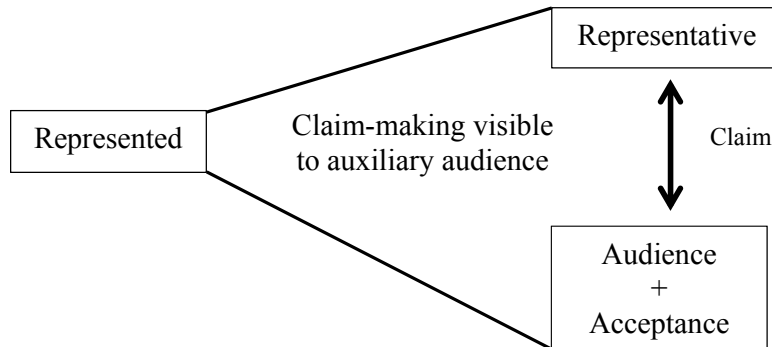 Representative
Represented
Claim-making visible
to auxiliary audience
Claim
Audience
+
Acceptance